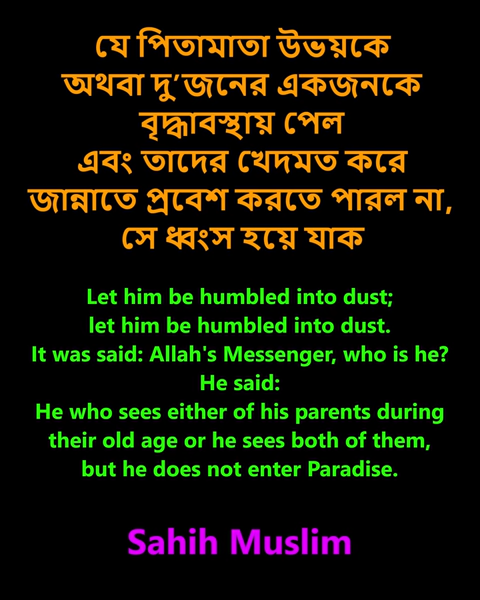 যে পিতামাতা উভয়কে
অথবা দু’জনের একজনকে
বৃদ্ধাবস্থায় পেল
এবং তাদের খেদমত করে
জান্নাতে প্রবেশ করতে পারল না,
সে ধ্বংস হয়ে যাক
Let him be humbled into dust;
let him be humbled into dust.
It was said: Allah's Messenger, who is he?
He said:
He who sees either of his parents during
their old age or he sees both of them,
but he does not enter Paradise.
Sahih Muslim